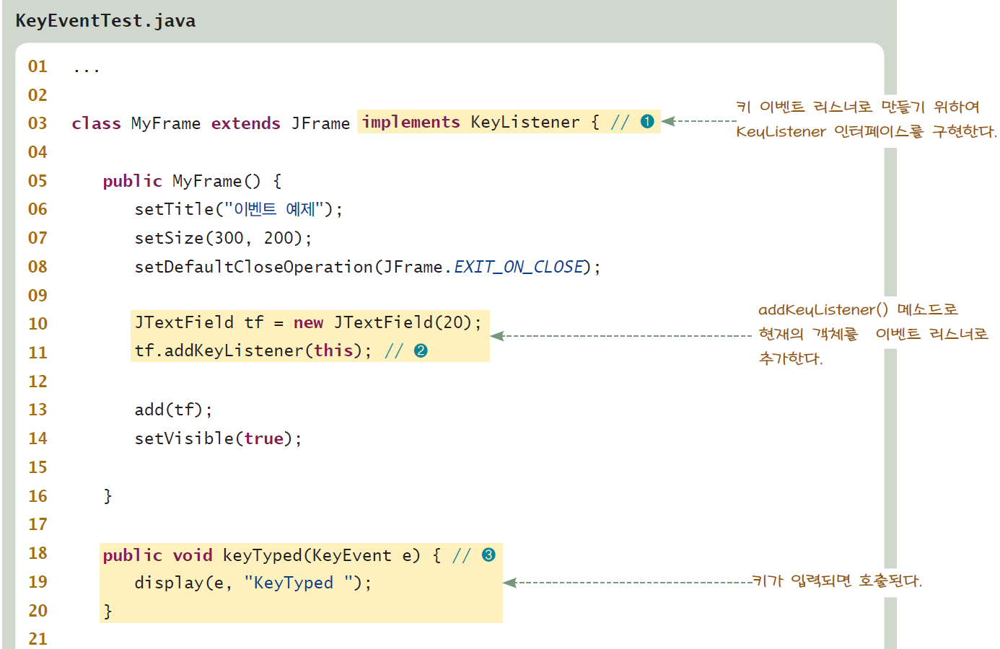 KeyEventTest.java
01 ...
02
03 class MyFrame extends JFrame implements KeyListener { // ❶
키 이벤트 리스너로 만들기 위하여
KeyListener 인터페이스를 구현한다.
04
05 public MyFrame() {
06 setTitle("이벤트 예제");
07 setSize(300, 200);
08 setDefaultCloseOperation(JFrame.EXIT_ON_CLOSE);
09
10 JTextField tf = new JTextField(20);
11 tf.addKeyListener(this); // ❷
addKeyListener() 메소드로
현재의 객체를 이벤트 리스너로
추가한다.
12
13 add(tf);
14 setVisible(true);
15
16 }
17
18 public void keyTyped(KeyEvent e) { // ❸
19 display(e, "KeyTyped ");
키가 입력되면 호출된다.
20 }
21